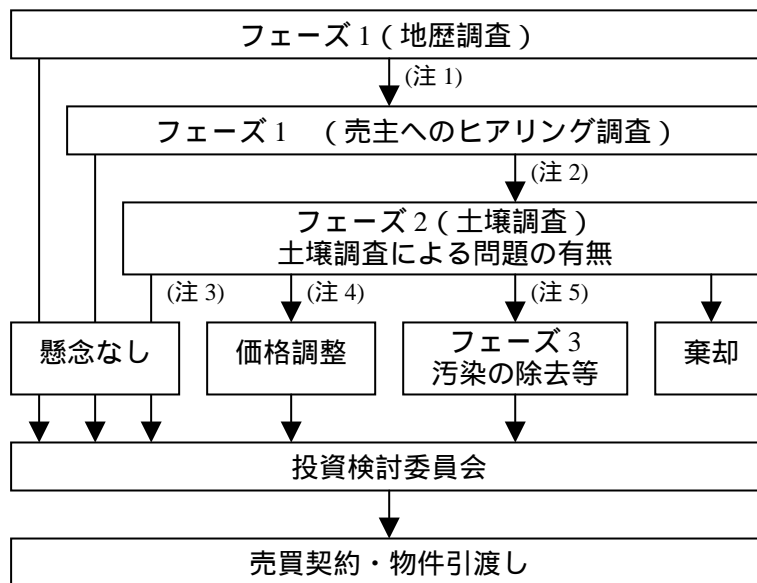 フェーズ 1 ( 地歴調査 )
(注 1)
フェーズ 1 ( 売主へのヒアリング調査 )
(注 2)
フェーズ 2 ( 土壌調査 )
土壌調査による問題の有無
(注 3)
(注 4)
(注 5)
懸念なし
価格調整
フェーズ 3
汚染の除去等
棄却
投資検討委員会
売買契約・物件引渡し